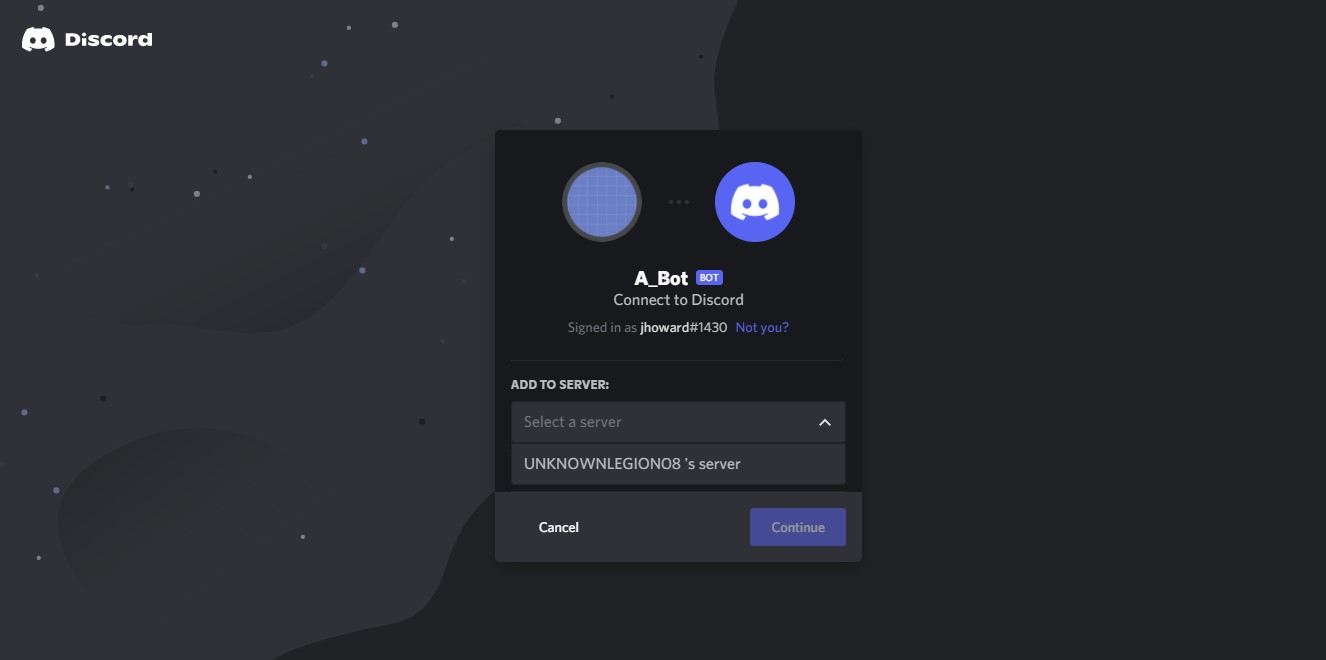 Discord
A_Bot BOT
Connect to Discord
Signed in as jhoward#1430 Not you?
ADD TO SERVER:
Select a server
UNKNOWNLEGION08 's server
Cancel
Continue